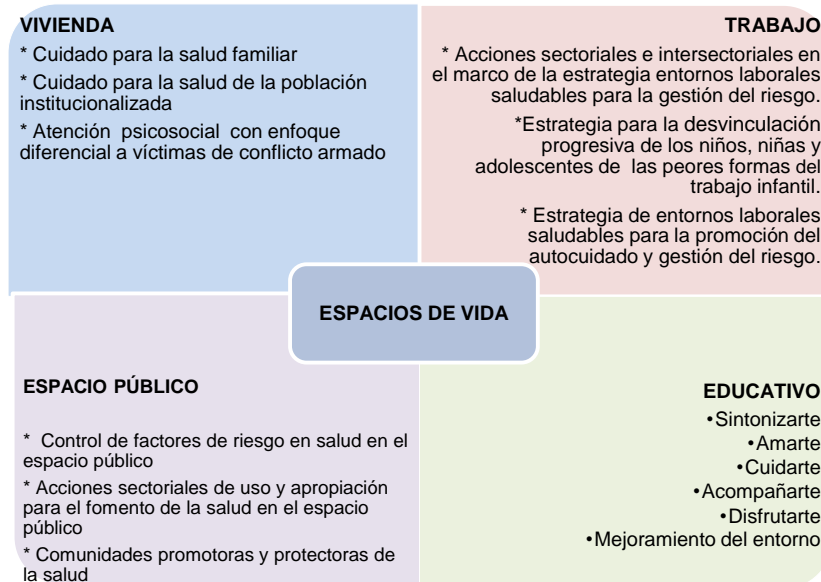 VIVIENDA
* Cuidado para la salud familiar
* Cuidado para la salud de la población
institucionalizada
* Atención psicosocial con enfoque
diferencial a víctimas de conflicto armado
TRABAJO
* Acciones sectoriales e intersectoriales en
el marco de la estrategia entornos laborales
saludables para la gestión del riesgo.
*Estrategia para la desvinculación
progresiva de los niños, niñas y
adolescentes de las peores formas del
trabajo infantil.
* Estrategia de entornos laborales
saludables para la promoción del
autocuidado y gestión del riesgo.
ESPACIOS DE VIDA
ESPACIO PÚBLICO
* Control de factores de riesgo en salud en el
espacio público
* Acciones sectoriales de uso y apropiación
para el fomento de la salud en el espacio
público
* Comunidades promotoras y protectoras de
la salud
EDUCATIVO
•Sintonizarte
•Amarte
•Cuidarte
•Acompañarte
•Disfrutarte
•Mejoramiento del entorno